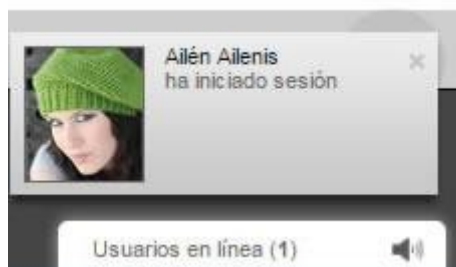 Ailén Ailenis
ha iniciado sesión
Usuarios en línea (1)